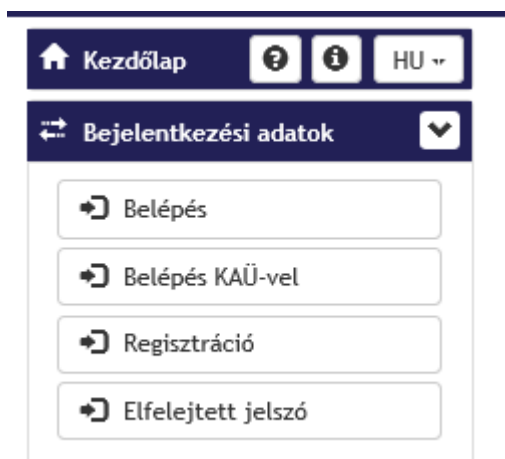 Kezdőlap HU
Bejelentkezési adatok
Belépés
Belépés KAÜ-vel
Regisztráció
Elfelejtett jelszó